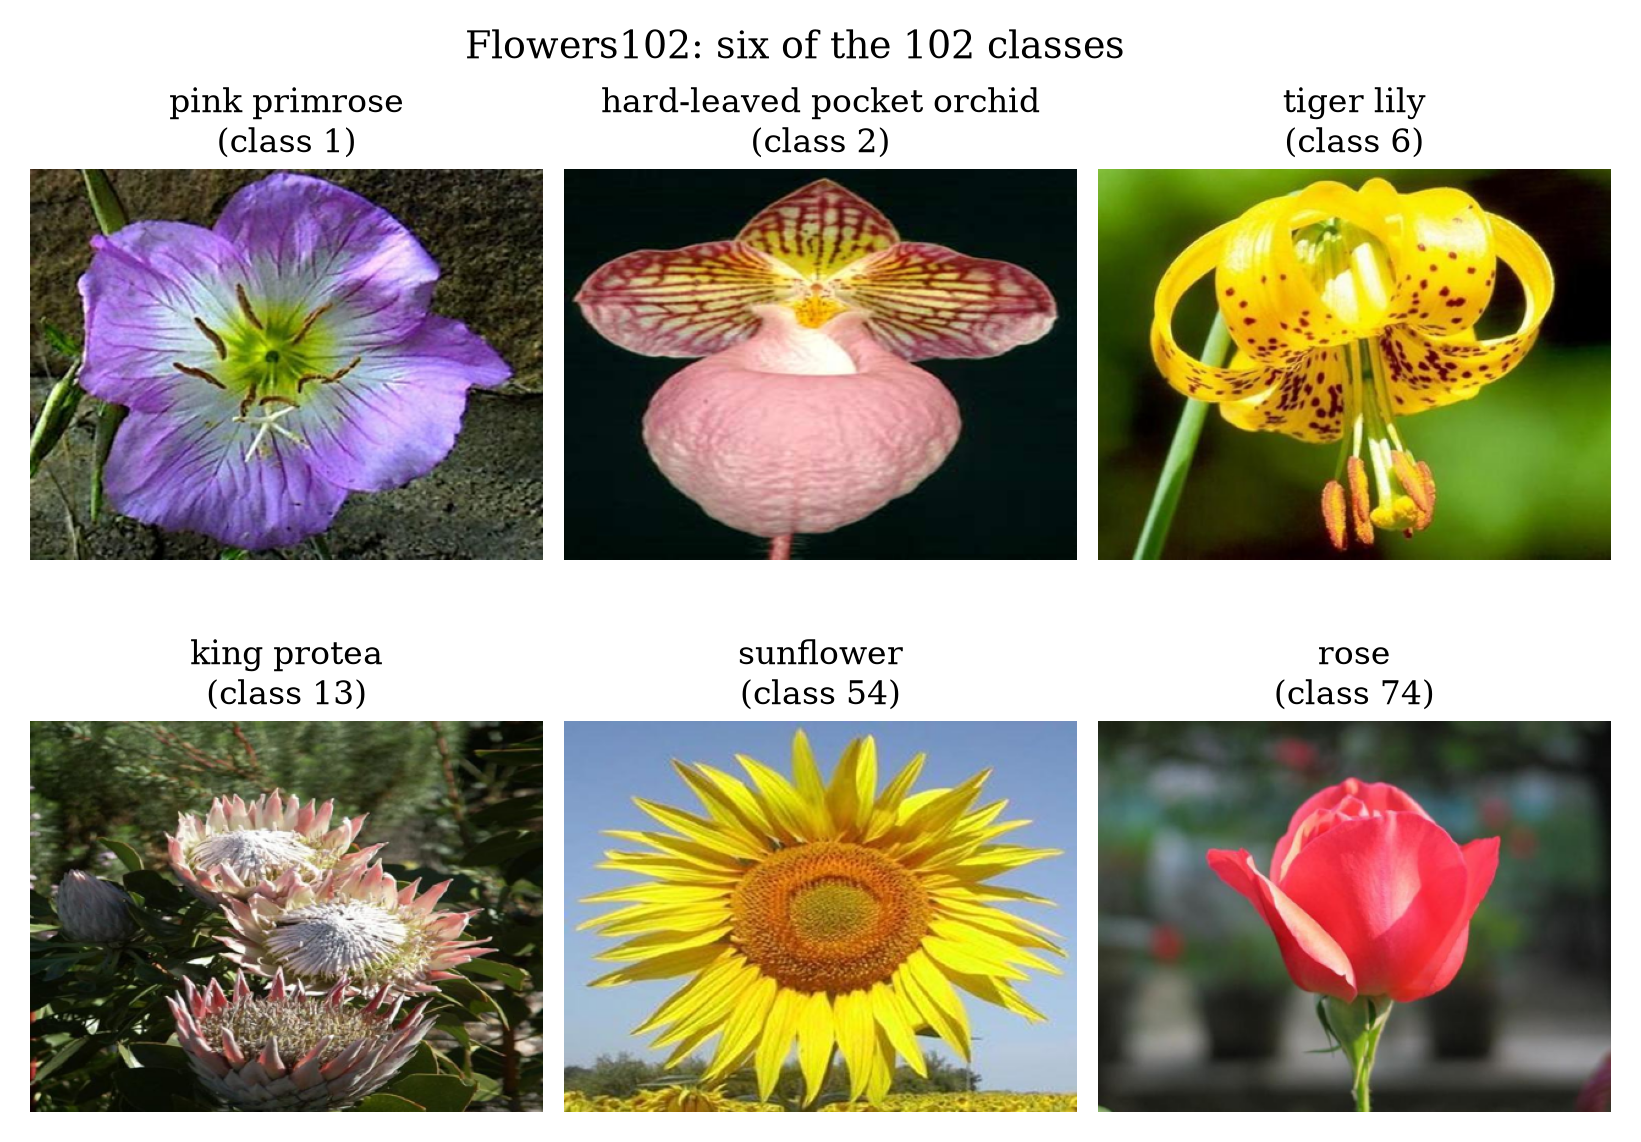 Flowers102: six of the 102 classes
pink primrose
(class 1)
hard-leaved pocket orchid
(class 2)
tiger lily
(class 6)
king protea
(class 13)
sunflower
(class 54)
rose
(class 74)